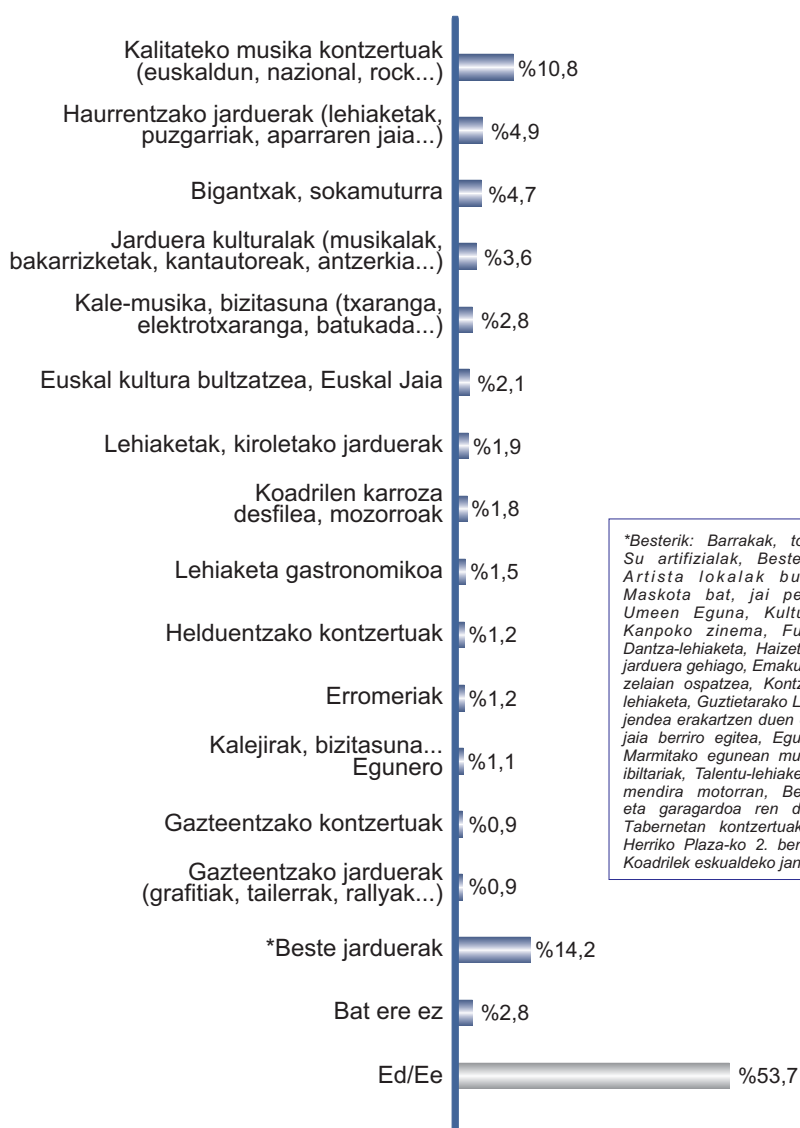 Kalitateko musika kontzertuak
(euskaldun, nazional, rock...)
%10,8
Haurrentzako jarduerak (lehiaketak,
puzgarriak, aparraren jaia...)
%4,9
Bigantxak, sokamuturra
%4,7
Jarduera kulturalak (musikalak,
bakarrizketak, kantautoreak, antzerkia...)
%3,6
Kale-musika, bizitasuna (txaranga,
elektrotxaranga, batukada...)
%2,8
Euskal kultura bultzatzea, Euskal Jaia
%2,1
Lehiaketak, kiroletako jarduerak
%1,9
Koadrilen karroza
desfilea, mozorroak
%1,8
Lehiaketa gastronomikoa
%1,5
Helduentzako kontzertuak
%1,2
Erromeriak
%1,2
Kalejirak, bizitasuna...
Egunero
%1,1
Gazteentzako kontzertuak
%0,9
Gazteentzako jarduerak
(grafitiak, tailerrak, rallyak...)
%0,9
*Beste jarduerak
%14,2
Bat ere ez
%2,8
Ed/Ee
%53,7
*Besterik: Barrakak,
Su artifizialak,
Artista lokalak
Maskota bat, jai
Umeen Eguna,
Kanpoko zinema,
Dantza-lehiaketa,
jarduera gehiago,
zelaian ospatzea,
lehiaketa, Guztietarako
jendea erakartzen duen
jaia berriro egitea,
Marmitako egunean
ibiltariak,
mendira motorran,
eta garagardoa ren
Tabernetan
Herriko Plaza-ko 2.
Koadrilek eskualdeko